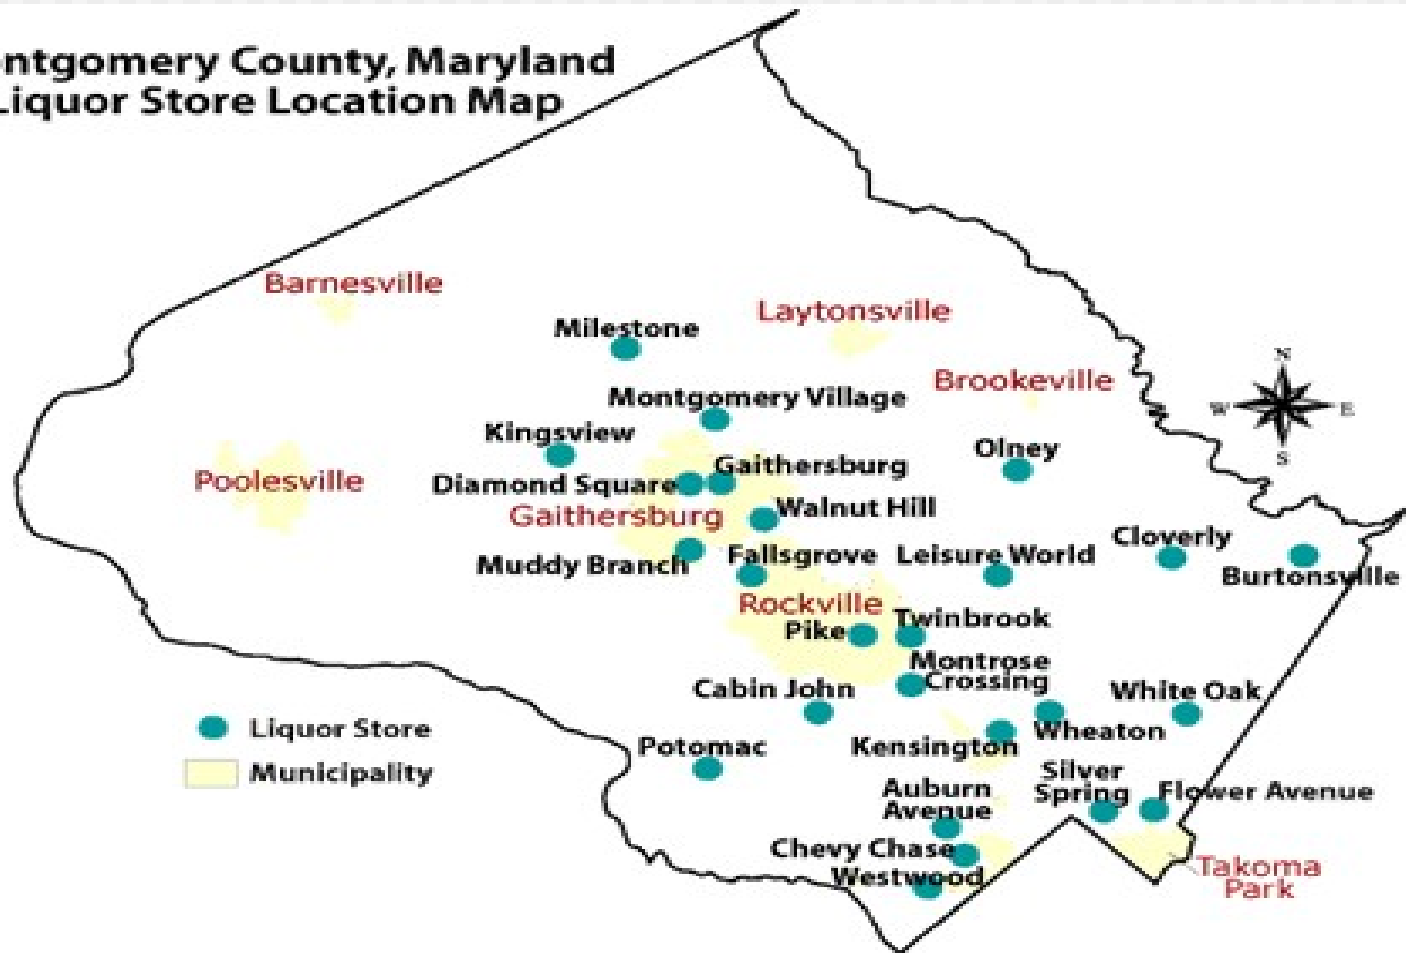 ntgomery County, Maryland
Liquor Store Location Map
Barnesville
Laytonsville
Milestone
Brookeville
Montgomery Village
Kingsview
Olney
Gaithersburg
Diamond Square
Poolesville
Gaithersburg
Walnut Hill
Cloverly
Muddy Branch
Fallsgrove
Leisure World
Burtonsville
Rockville
Twinbrook
Pike
Montrose
Crossing
Cabin John
White Oak
Wheaton
Kensington
Potomac
Silver
Spring
Flower Avenue
Auburn
Avenue
Chevy Chase
Westwood
Takoma
Park
Liquor Store
Municipality
N
W
E
S